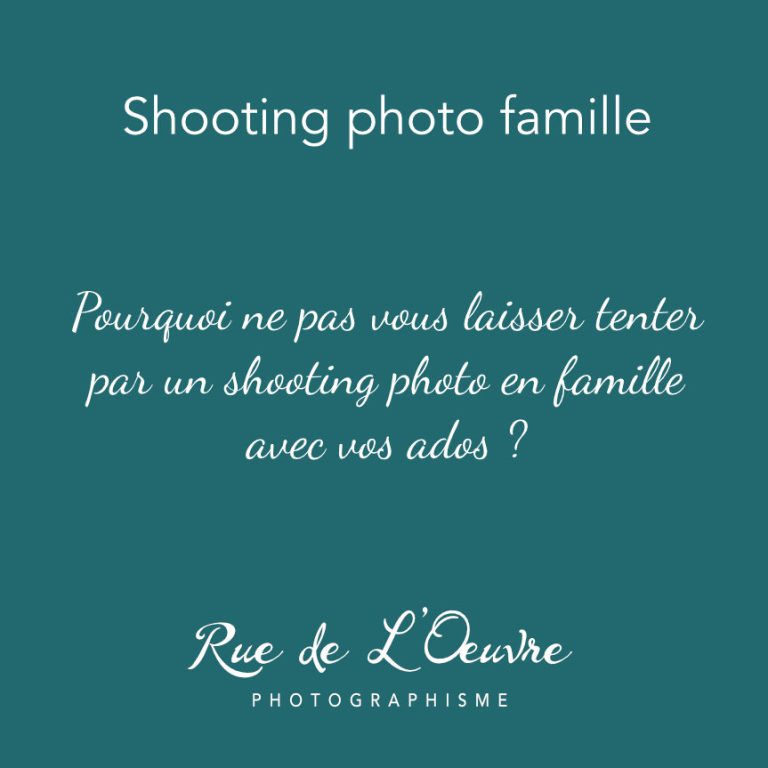 Shooting photo famille
Pourquoi ne pas vous laisser tenter
par un shooting photo en famille
avec vos ados ?
Rue de L'Oeuvre
PHOTOGRAPHISME